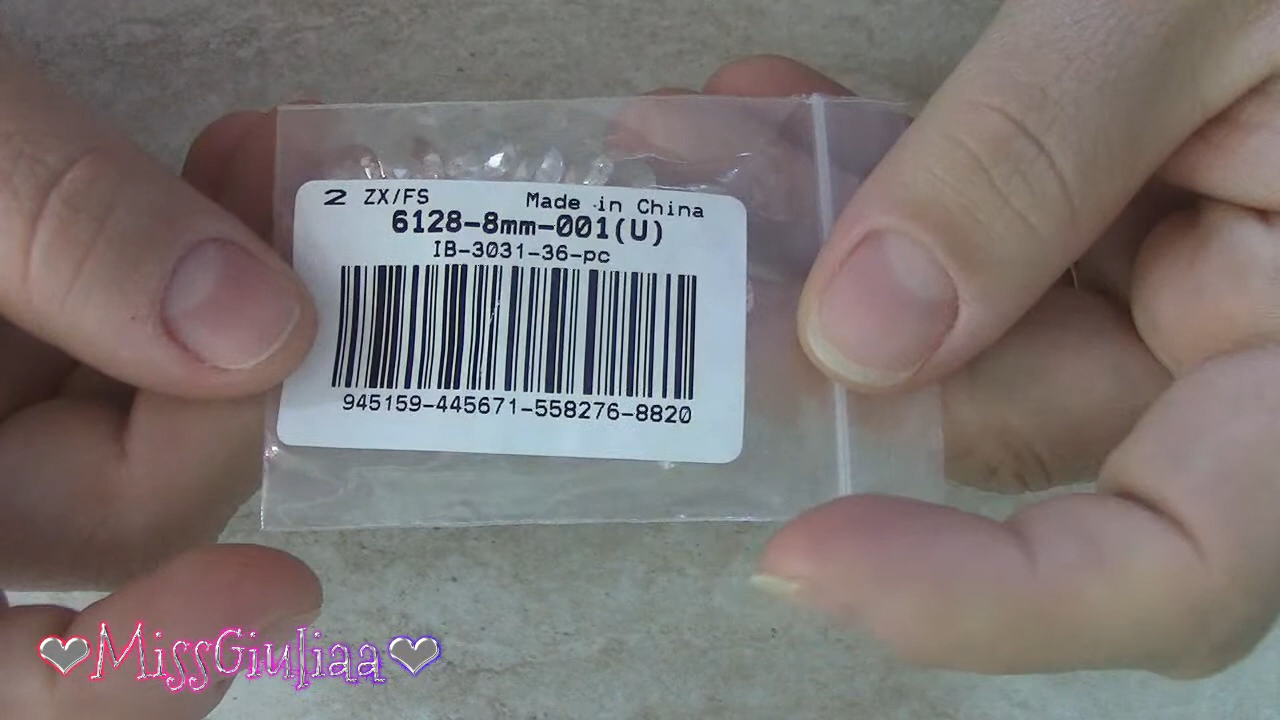 2 ZX/FS Made in China
6128-8mm-001(U)
IB-3031-36-pc
945159-445671-558276-8820
MissGiuliaa